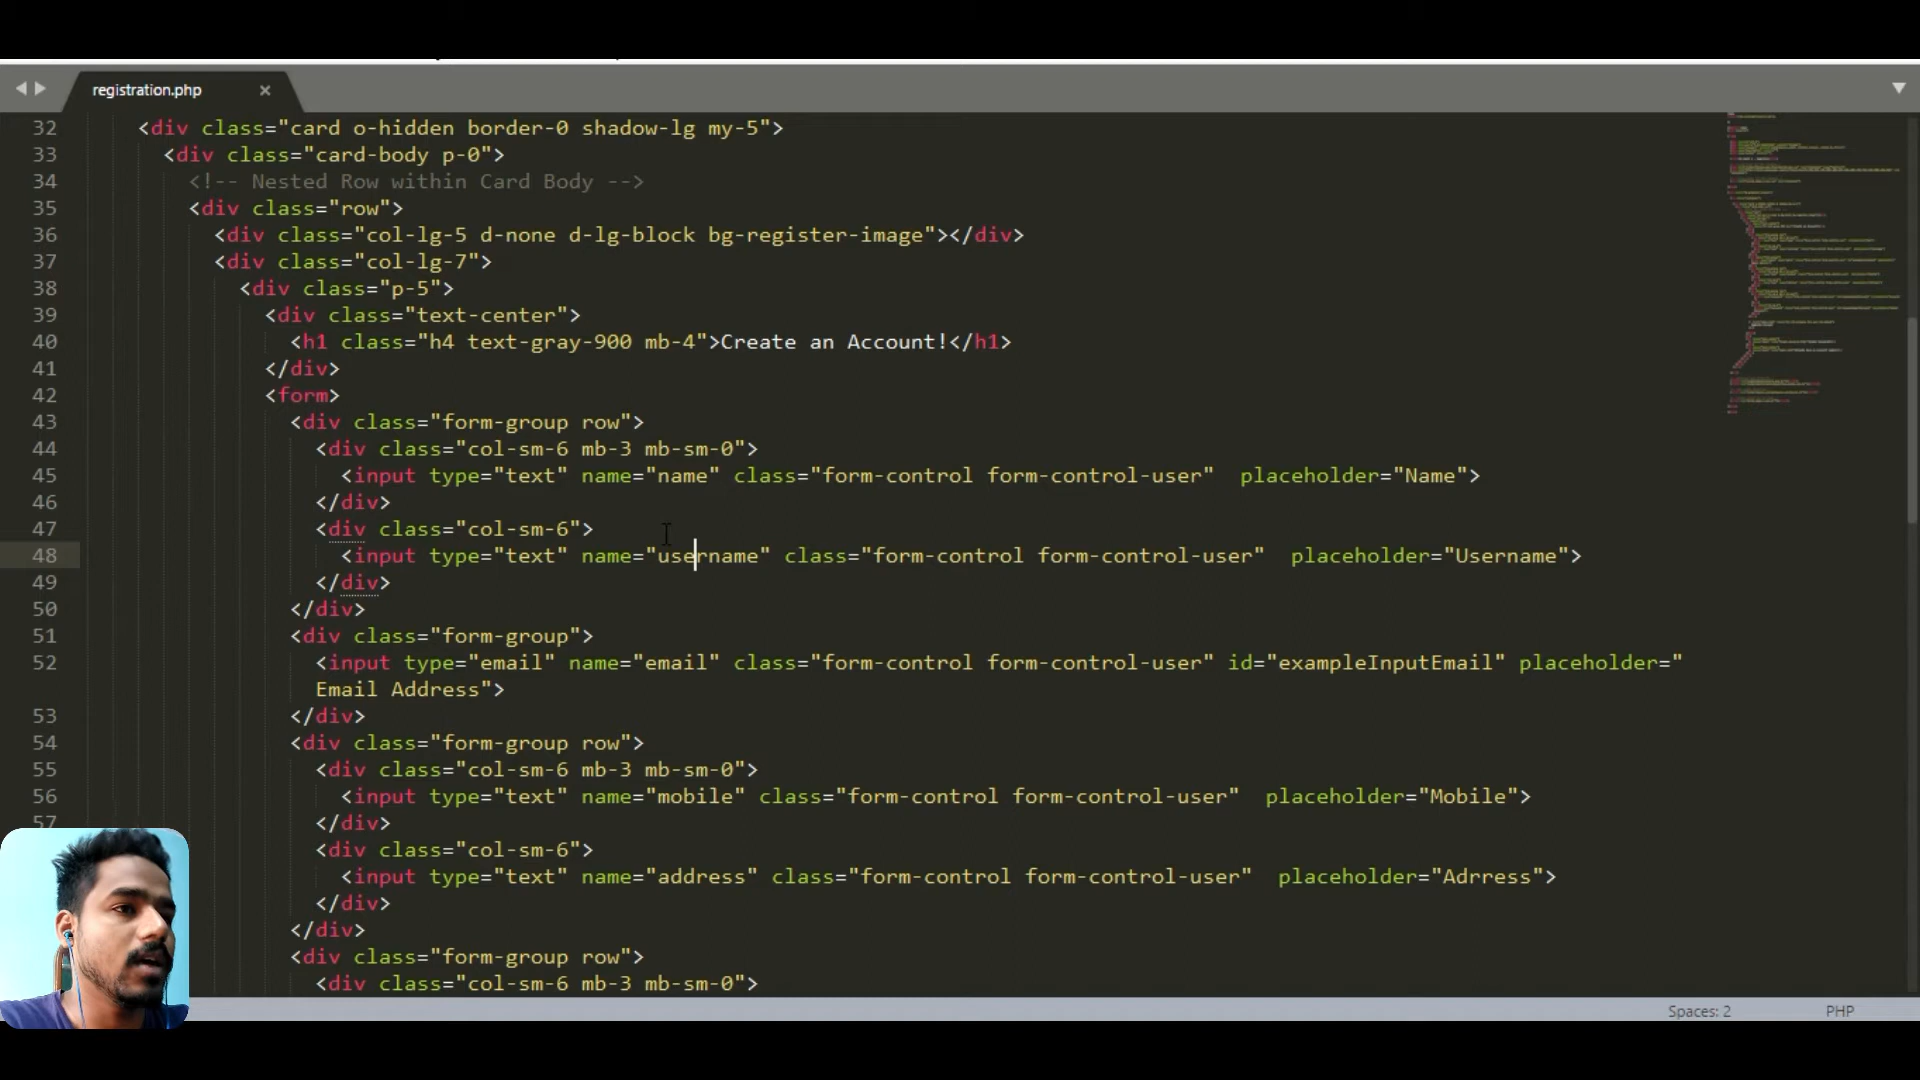 registration.php
32 <div class="card o-hidden border-0 shadow-lg my-5">
33 <div class="card-body p-0">
34 <!-- Nested Row within Card Body -->
35 <div class="row">
36 <div class="col-lg-5 d-none d-lg-block bg-register-image"></div>
37 <div class="col-lg-7">
38 <div class="p-5">
39 <div class="text-center">
40 <h1 class="h4 text-gray-900 mb-4">Create an Account!</h1>
41 </div>
42 <form>
43 <div class="form-group row">
44 <div class="col-sm-6 mb-3 mb-sm-0">
45 <input type="text" name="name" class="form-control form-control-user"  placeholder="Name">
46 </div>
47 <div class="col-sm-6">
48 <input type="text" name="username" class="form-control form-control-user"  placeholder="Username">
49 </div>
50 </div>
51 <div class="form-group">
52 <input type="email" name="email" class="form-control form-control-user" id="exampleInputEmail" placeholder="
Email Address">
53 </div>
54 <div class="form-group row">
55 <div class="col-sm-6 mb-3 mb-sm-0">
56 <input type="text" name="mobile" class="form-control form-control-user"  placeholder="Mobile">
57 </div>
<div class="col-sm-6">
<input type="text" name="address" class="form-control form-control-user"  placeholder="Adrress">
</div>
</div>
<div class="form-group row">
<div class="col-sm-6 mb-3 mb-sm-0">
Spaces: 2 PHP